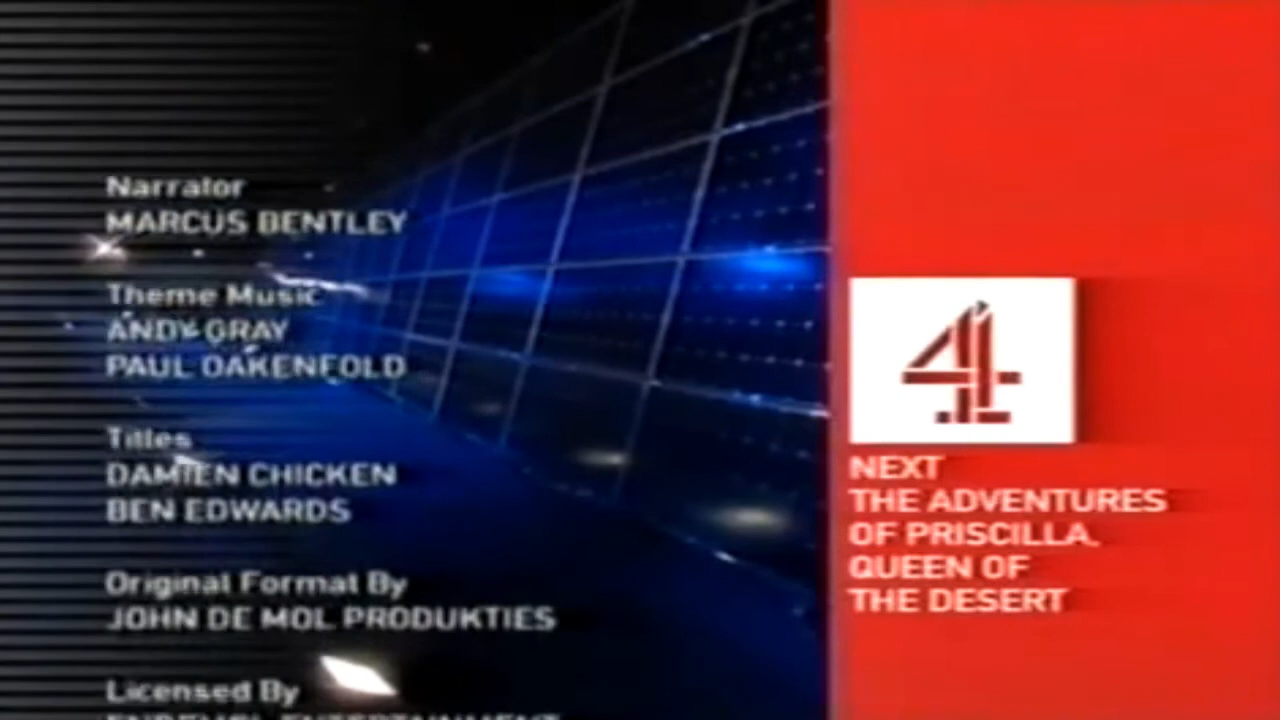 Narrator
MARCUS BENTLEY
Theme Music
ANDY GRAY
PAUL OAKENFOLD
Titles
DAMIEN CHICKEN
BEN EDWARDS
Original Format By
JOHN DE MOL PRODUKTIES
Licensed By
4
NEXT
THE ADVENTURES
OF PRISCILLA,
QUEEN OF
THE DESERT